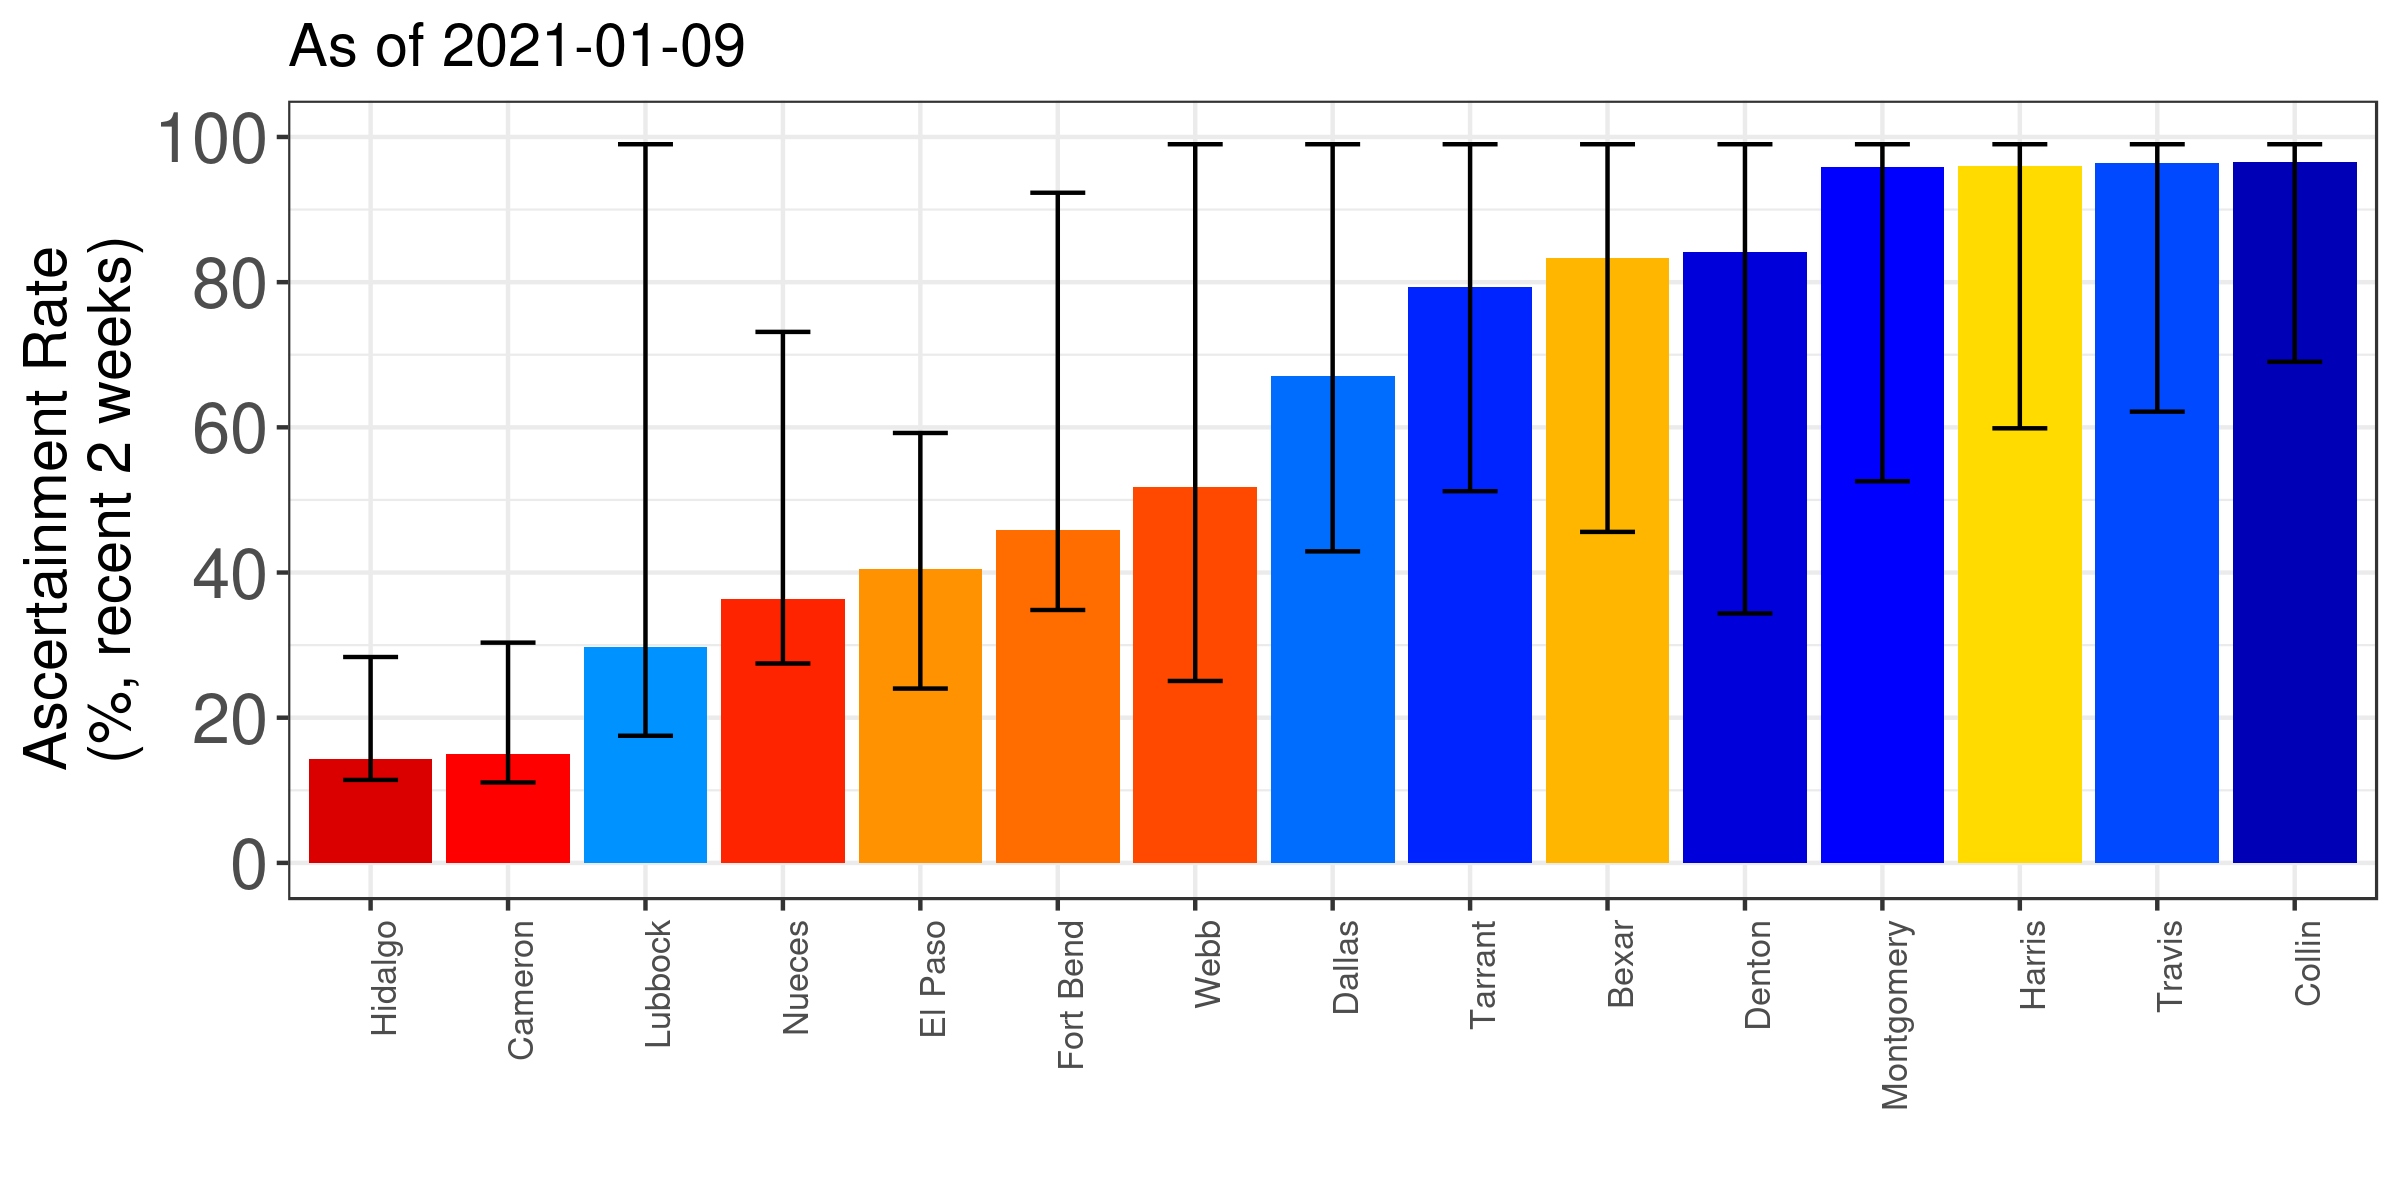 As of 2021-01-09
Ascertainment Rate
(%, recent 2 weeks)
100
80
60
40
20
0
Hidalgo
Cameron
Lubbock
Nueces
El Paso
Fort Bend
Webb
Dallas
Tarrant
Bexar
Denton
Montgomery
Harris
Travis
Collin